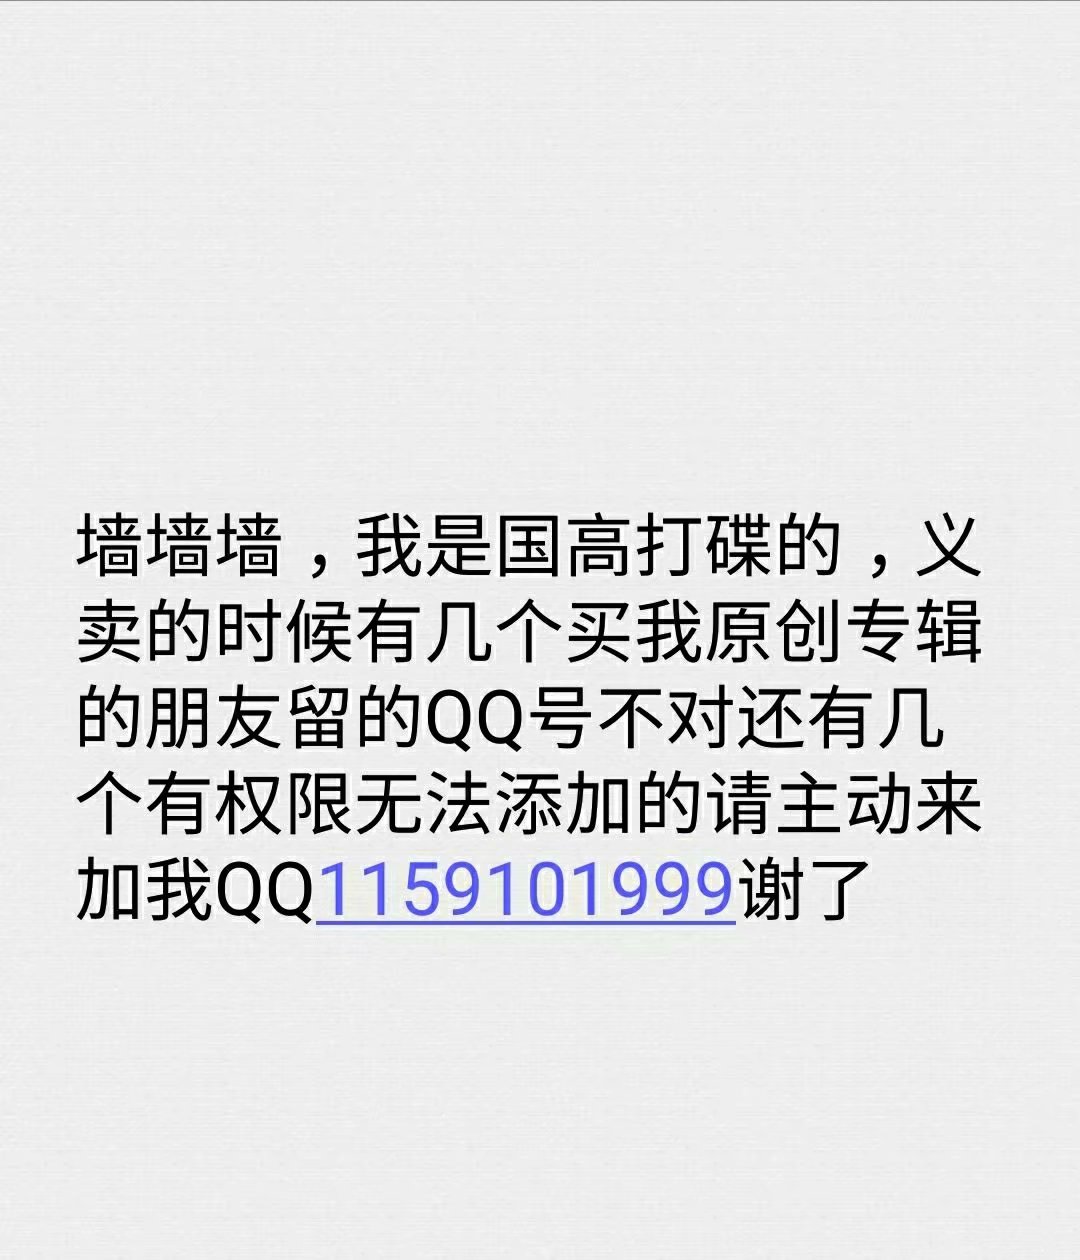 墙墙墙，我是国高打碟的，义
卖的时候有几个买我原创专辑
的朋友留的QQ号不对还有几
个有权限无法添加的请主动来
加我QQ1159101999谢了